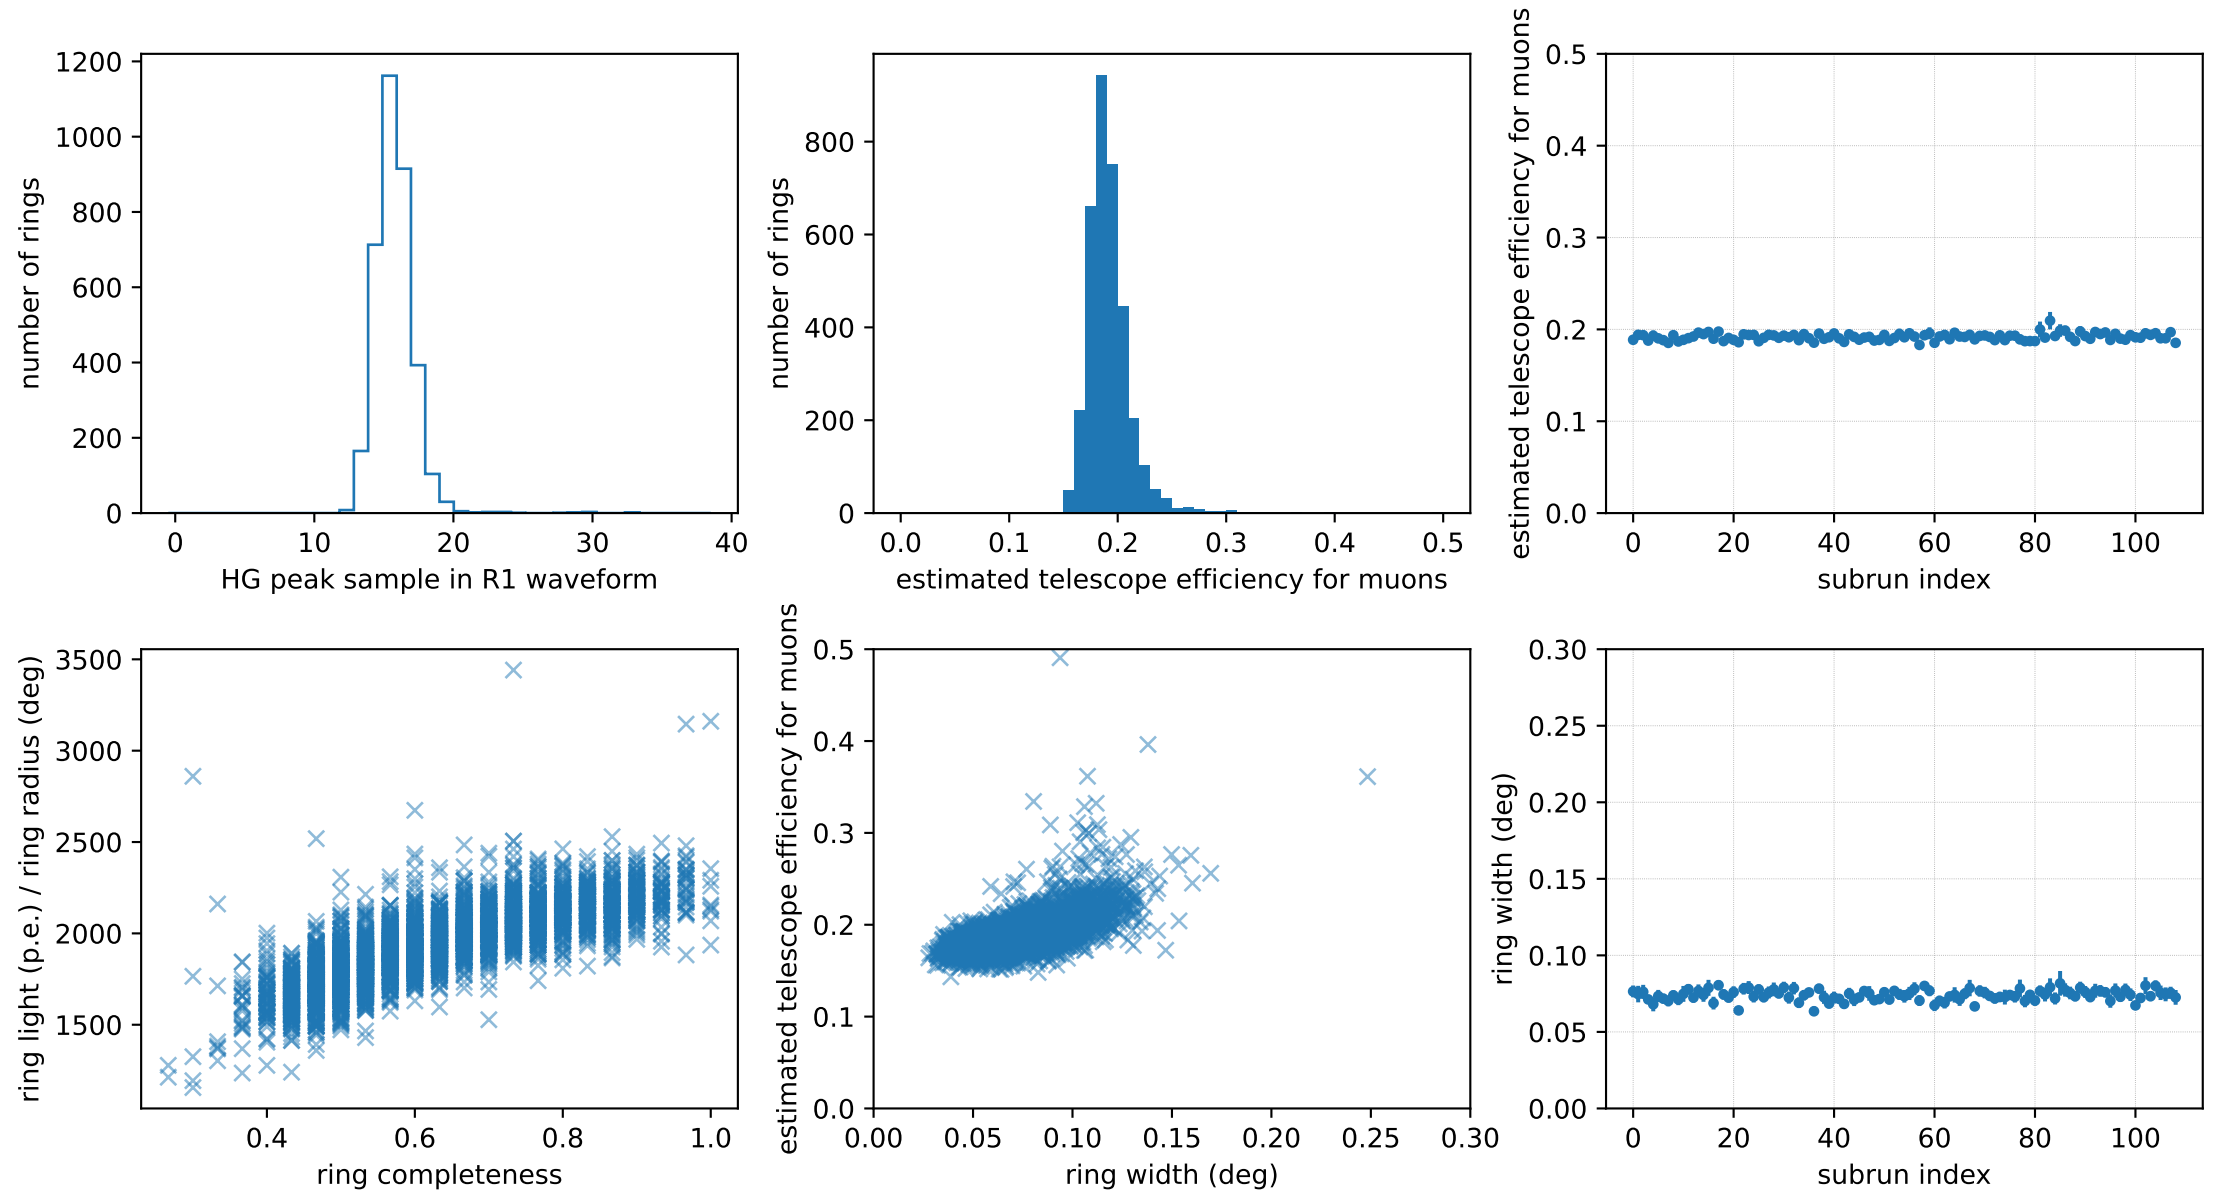 1200
1000
800
600
400
200
0
number of rings
0 10 20 30 40
HG peak sample in R1 waveform
800
600
400
200
0
number of rings
0.0 0.1 0.2 0.3 0.4 0.5
estimated telescope efficiency for muons
0.5
0.4
0.3
0.2
0.1
0.0
estimated telescope efficiency for muons
0 20 40 60 80 100
subrun index
3500
3000
2500
2000
1500
ring light (p.e.) / ring radius (deg)
0.4 0.6 0.8 1.0
ring completeness
0.5
0.4
0.3
0.2
0.1
0.0
estimated telescope efficiency for muons
0.00 0.05 0.10 0.15 0.20 0.25 0.30
ring width (deg)
0.30
0.25
0.20
0.15
0.10
0.05
0.00
ring width (deg)
0 20 40 60 80 100
subrun index